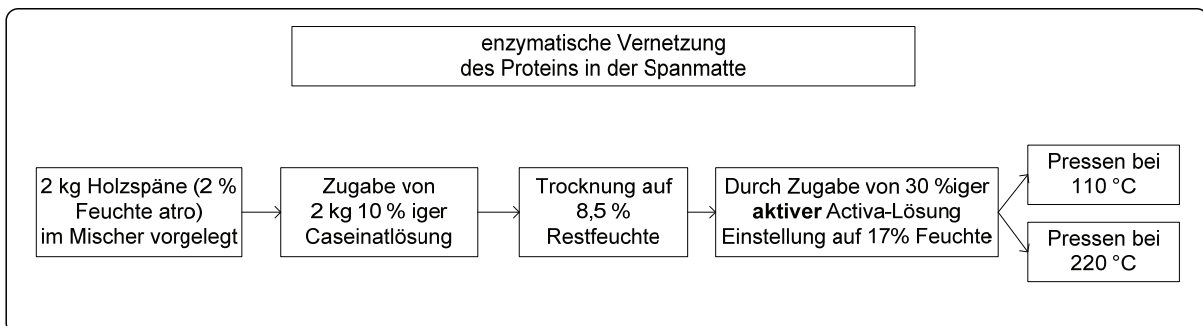 enzymatische Vernetzung
des Proteins in der Spanmatte
2 kg Holzspäne (2 %
Feuchte atro)
im Mischer vorgelegt
Zugabe von
2 kg 10 % iger
Caseinatlösung
Trocknung auf
8,5 %
Restfeuchte
Durch Zugabe von 30 %iger
aktiver Activa-Lösung
Einstellung auf 17% Feuchte
Pressen bei
110 °C
Pressen bei
220 °C